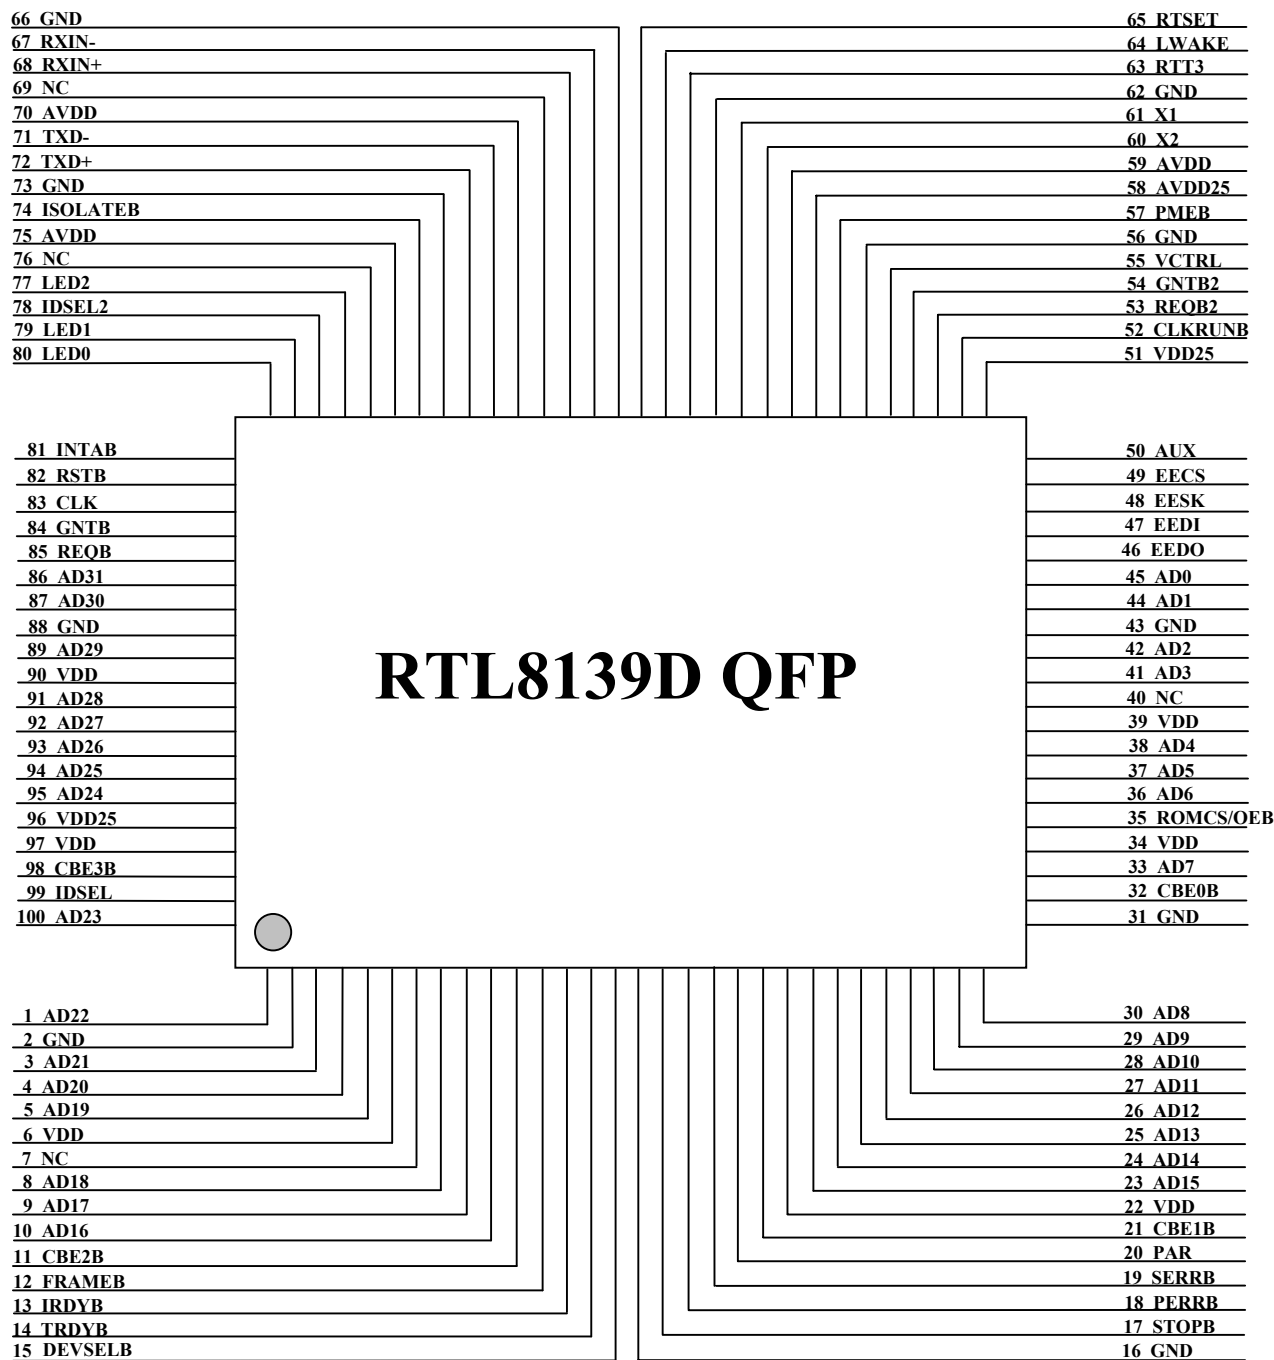 66 GND
67 RXIN-
68 RXIN+
69 NC
70 AVDD
71 TXD-
72 TXD+
73 GND
74 ISOLATEB
75 AVDD
76 NC
77 LED2
78 IDSEL2
79 LED1
80 LED0
65 RTSET
64 LWAKE
63 RTT3
62 GND
61 X1
60 X2
59 AVDD
58 AVDD25
57 PMEB
56 GND
55 VCTRL
54 GNTB2
53 REQB2
52 CLKRUNB
51 VDD25
81 INTAB
82 RSTB
83 CLK
84 GNTB
85 REQB
86 AD31
87 AD30
88 GND
89 AD29
90 VDD
91 AD28
92 AD27
93 AD26
94 AD25
95 AD24
96 VDD25
97 VDD
98 CBE3B
99 IDSEL
100 AD23
RTL8139D QFP
50 AUX
49 EECS
48 EESK
47 EEDI
46 EEDO
45 AD0
44 AD1
43 GND
42 AD2
41 AD3
40 NC
39 VDD
38 AD4
37 AD5
36 AD6
35 ROMCS/OEB
34 VDD
33 AD7
32 CBE0B
31 GND
1 AD22
2 GND
3 AD21
4 AD20
5 AD19
6 VDD
7 NC
8 AD18
9 AD17
10 AD16
11 CBE2B
12 FRAMEB
13 IRDYB
14 TRDYB
15 DEVSELB
30 AD8
29 AD9
28 AD10
27 AD11
26 AD12
25 AD13
24 AD14
23 AD15
22 VDD
21 CBE1B
20 PAR
19 SERRB
18 PERRB
17 STOPB
16 GND